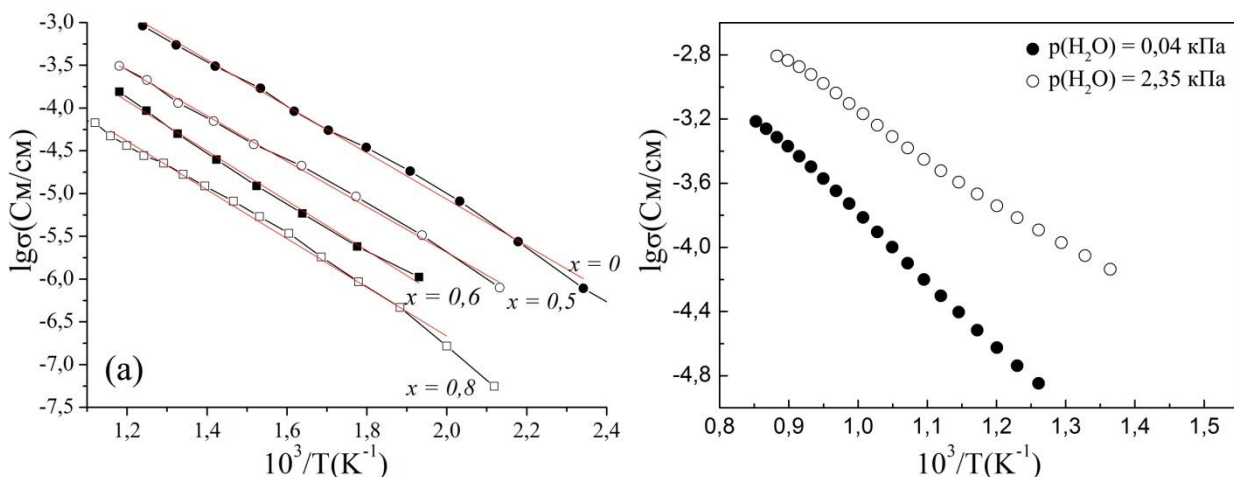 -3,0
-3,5
-4,0
-4,5
-5,0
-5,5
-6,0
-6,5
-7,0
-7,5
lgσ(См/см)
x = 0
x = 0,5
x = 0,6
x = 0,8
(a)
1,2 1,4 1,6 1,8 2,0 2,2 2,4
10³/T(K⁻¹)
-2,8
-3,2
-3,6
-4,0
-4,4
-4,8
lgσ(См/см)
p(H₂O) = 0,04 кПа
p(H₂O) = 2,35 кПа
0,8 0,9 1,0 1,1 1,2 1,3 1,4 1,5
10³/T(K⁻¹)